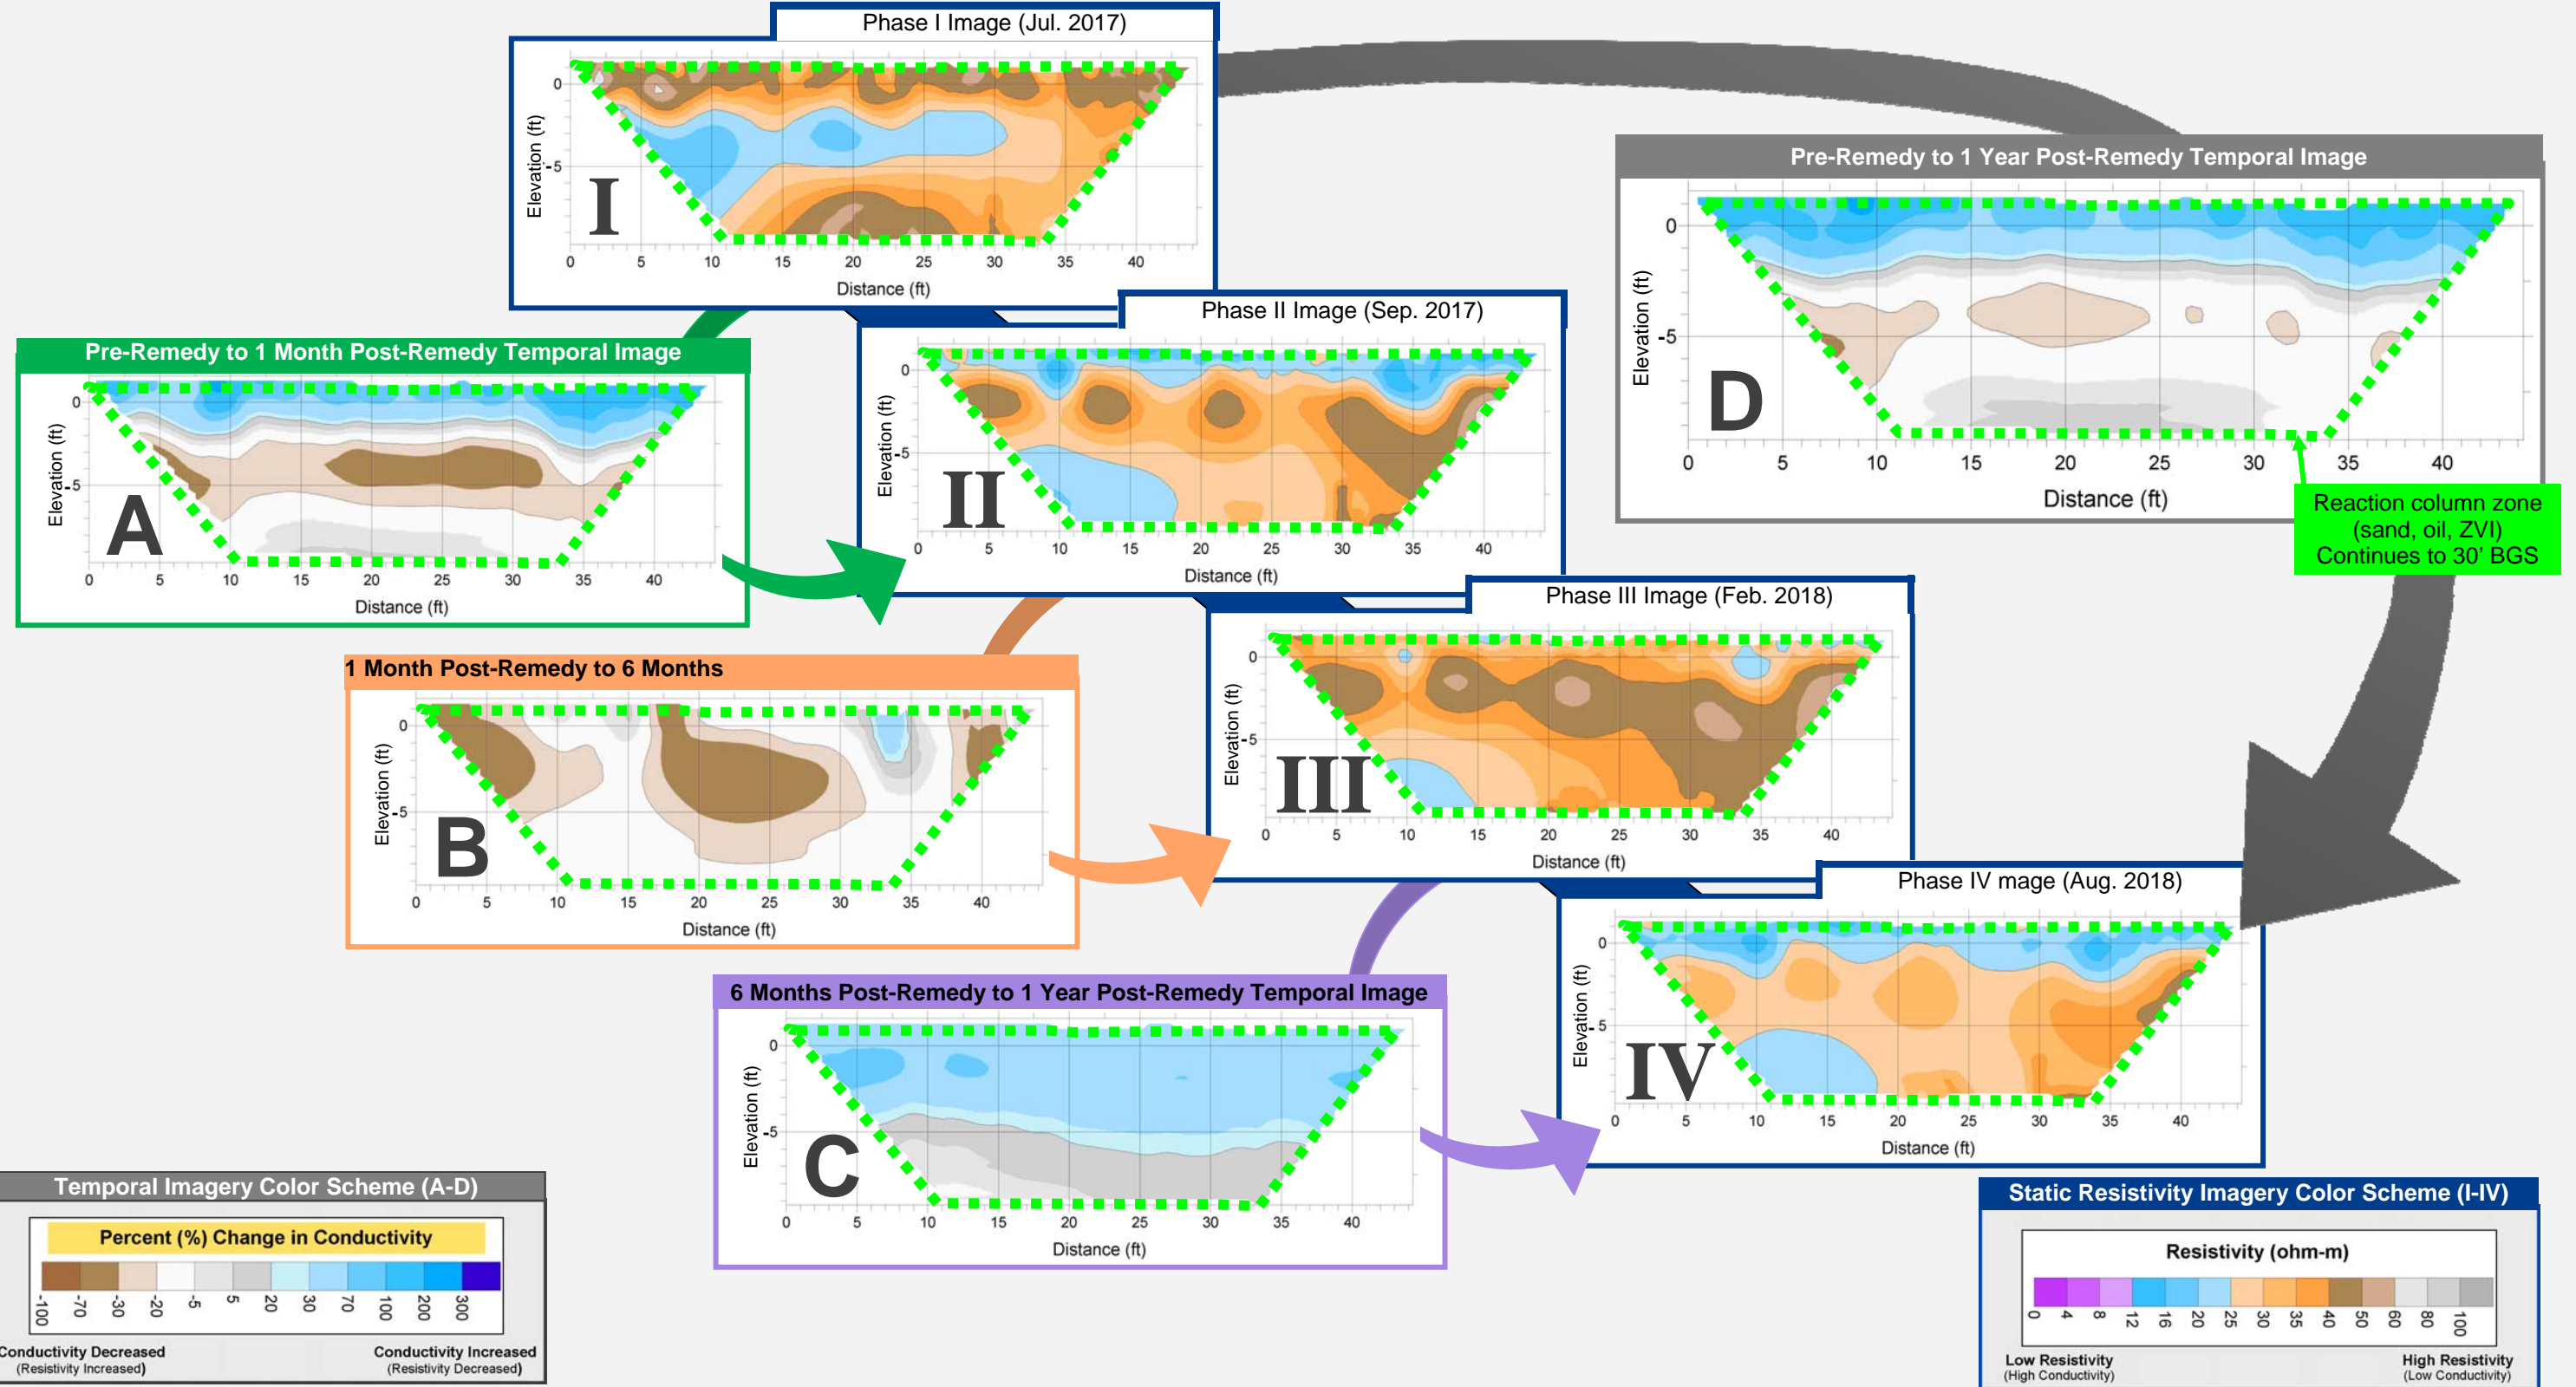 Phase I Image (Jul. 2017)
Elevation (ft)
0
-5
I
0 5 10 15 20 25 30 35 40
Distance (ft)
Pre-Remedy to 1 Year Post-Remedy Temporal Image
Elevation (ft)
0
-5
D
0 5 10 15 20 25 30 35 40
Distance (ft)
Reaction column zone
(sand, oil, ZVI)
Continues to 30' BGS
Phase II Image (Sep. 2017)
Elevation (ft)
0
-5
II
0 5 10 15 20 25 30 35 40
Distance (ft)
Pre-Remedy to 1 Month Post-Remedy Temporal Image
Elevation (ft)
0
-5
A
0 5 10 15 20 25 30 35 40
Distance (ft)
Phase III Image (Feb. 2018)
Elevation (ft)
0
-5
III
0 5 10 15 20 25 30 35 40
Distance (ft)
1 Month Post-Remedy to 6 Months
Elevation (ft)
0
-5
B
0 5 10 15 20 25 30 35 40
Distance (ft)
Phase IV mage (Aug. 2018)
Elevation (ft)
0
-5
IV
0 5 10 15 20 25 30 35 40
Distance (ft)
6 Months Post-Remedy to 1 Year Post-Remedy Temporal Image
Elevation (ft)
0
-5
C
0 5 10 15 20 25 30 35 40
Distance (ft)
Temporal Imagery Color Scheme (A-D)
Percent (%) Change in Conductivity
-100 -70 -30 -20 -5 5 20 30 70 100 200 300
Conductivity Decreased
(Resistivity Increased)
Conductivity Increased
(Resistivity Decreased)
Static Resistivity Imagery Color Scheme (I-IV)
Resistivity (ohm-m)
0 4 8 12 16 20 25 30 35 40 50 60 80 100
Low Resistivity
(High Conductivity)
High Resistivity
(Low Conductivity)